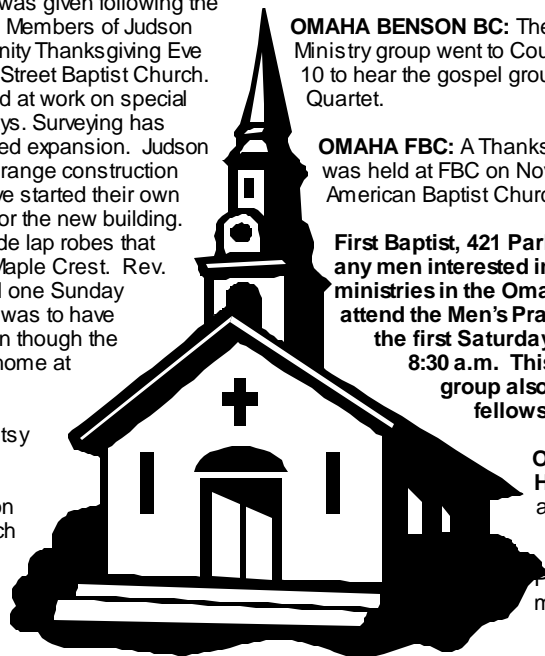 was given following the
Members of Judson
nity Thanksgiving Eve
Street Baptist Church.
d at work on special
ys. Surveying has
ed expansion. Judson
range construction
ve started their own
or the new building.
de lap robes that
Maple Crest. Rev.
one Sunday
was to have
n though the
home at
tsy
on
ch
OMAHA BENSON BC: The
Ministry group went to Cou
10 to hear the gospel grou
Quartet.
OMAHA FBC: A Thanks
was held at FBC on Nov
American Baptist Churc
First Baptist, 421 Par
any men interested in
ministries in the Oma
attend the Men's Pra
the first Saturday
8:30 a.m. This
group also
fellows
O
H
a
m